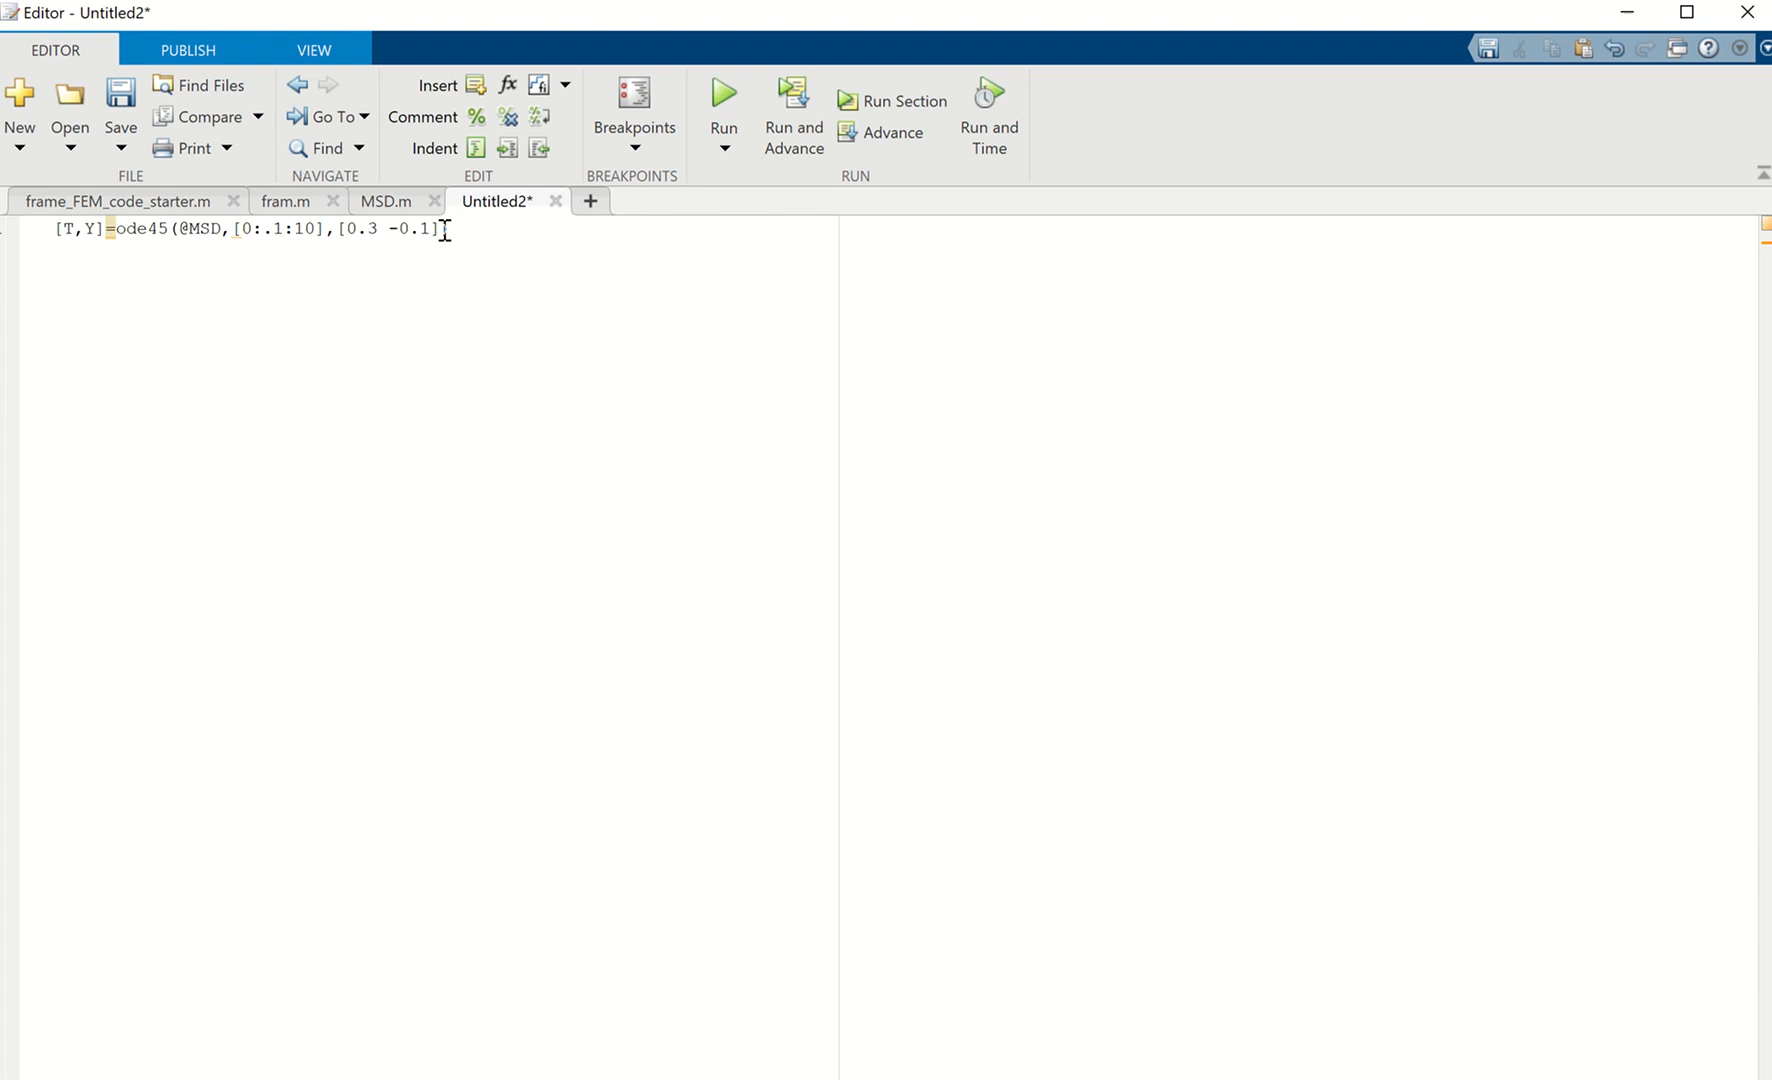 Editor - Untitled2*
EDITOR PUBLISH VIEW
New Open Save Find Files Compare Print
FILE
Go To Find
NAVIGATE
Insert fx
Comment % % %
Indent
EDIT
Breakpoints
BREAKPOINTS
Run Run and Advance Run Section Advance Run and Time
RUN
frame_FEM_code_starter.m fram.m MSD.m Untitled2* +
[T,Y]=ode45(@MSD,[0:.1:10],[0.3 -0.1]